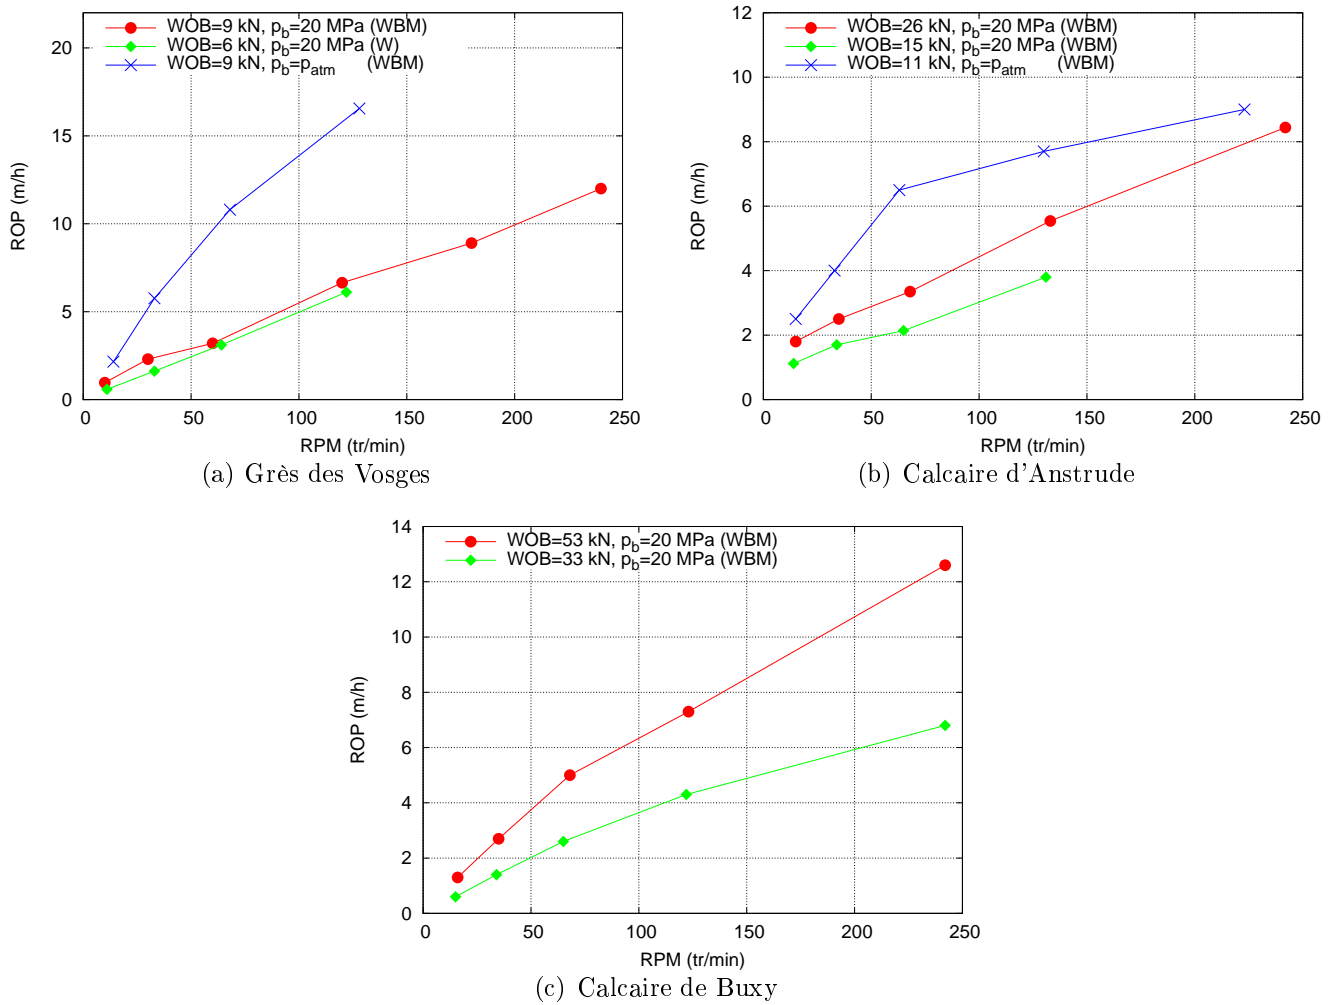 WOB=9 kN, pb=20 MPa (WBM)
WOB=6 kN, pb=20 MPa (W)
WOB=9 kN, pb=patm (WBM)
20
15
10
5
0
ROP (m/h)
0 50 100 150 200 250
RPM (tr/min)
(a) Grès des Vosges
WOB=26 kN, pb=20 MPa (WBM)
WOB=15 kN, pb=20 MPa (WBM)
WOB=11 kN, pb=patm (WBM)
12
10
8
6
4
2
0
ROP (m/h)
0 50 100 150 200 250
RPM (tr/min)
(b) Calcaire d'Anstrude
WOB=53 kN, pb=20 MPa (WBM)
WOB=33 kN, pb=20 MPa (WBM)
14
12
10
8
6
4
2
0
ROP (m/h)
0 50 100 150 200 250
RPM (tr/min)
(c) Calcaire de Buxy